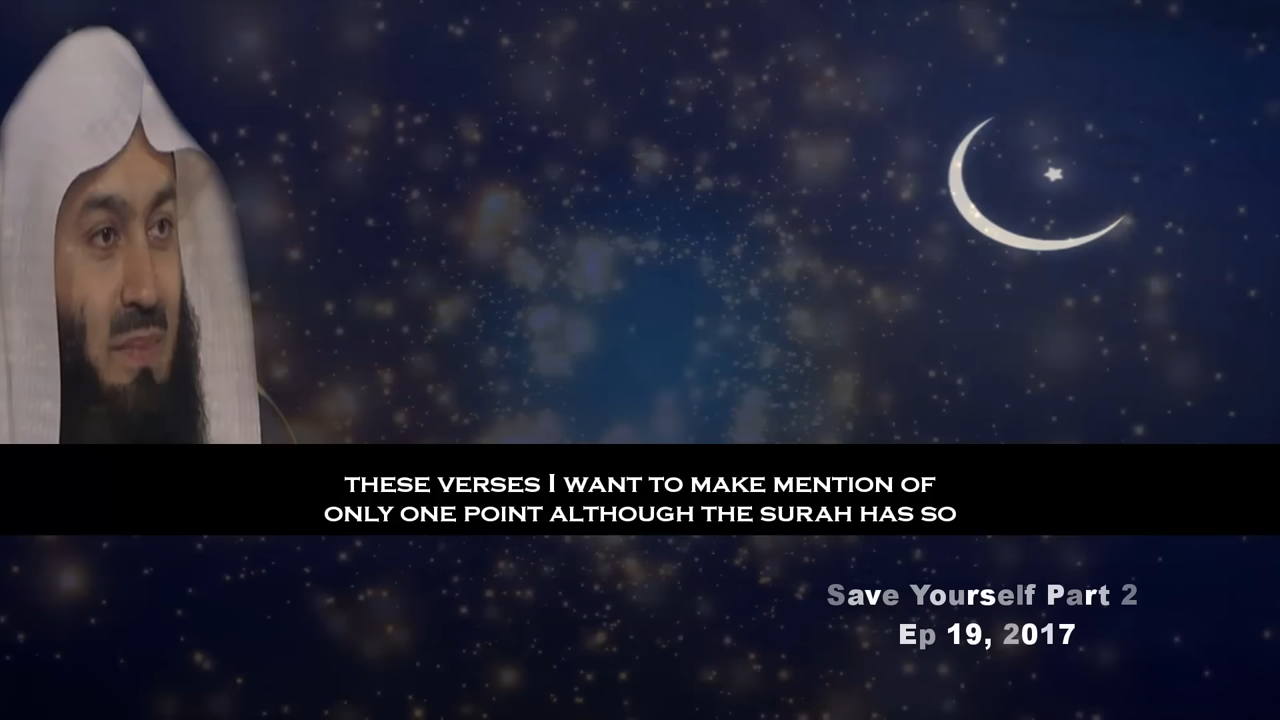 THESE VERSES I WANT TO MAKE MENTION OF
ONLY ONE POINT ALTHOUGH THE SURAH HAS SO
Save Yourself Part 2
Ep 19, 2017